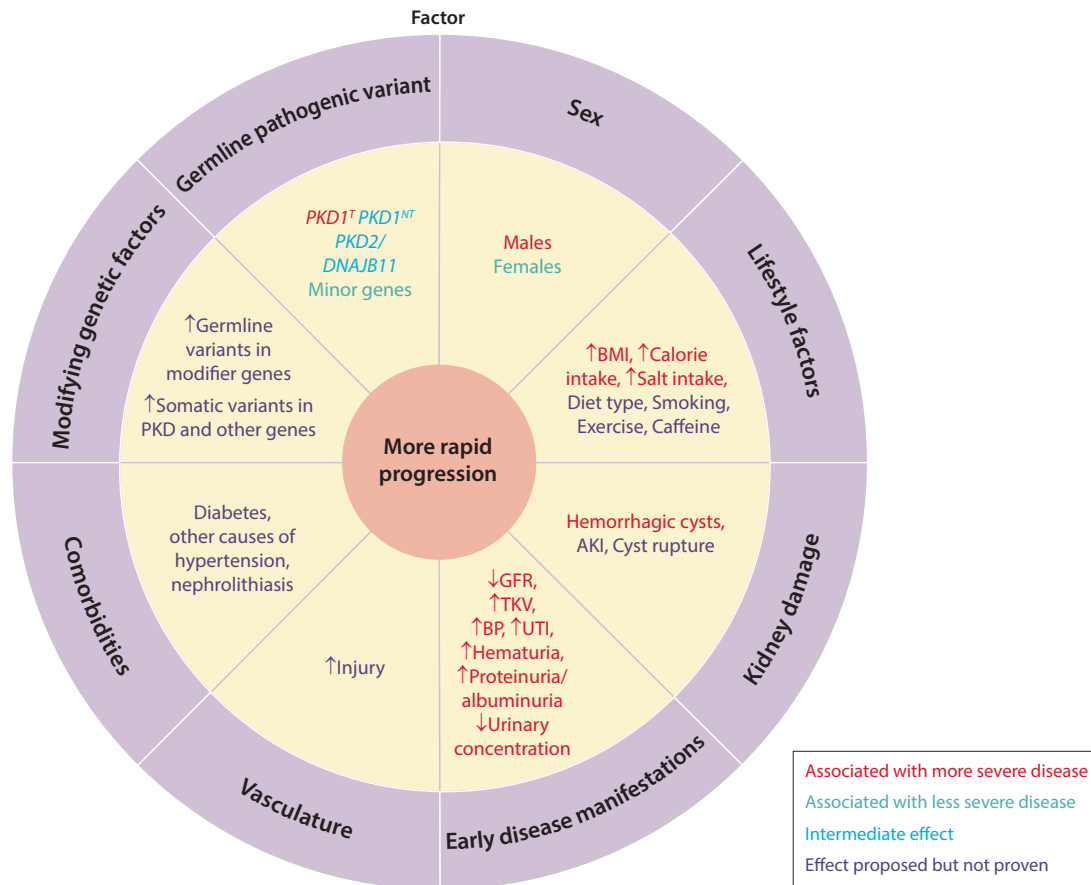 Factor
Germline pathogenic variant
PKD1ᵀ PKD1ᴺᵀ
PKD2/
DNAJB11
Minor genes
Sex
Males
Females
Lifestyle factors
↑BMI, ↑Calorie
intake, ↑Salt intake,
Diet type, Smoking,
Exercise, Caffeine
Kidney damage
Hemorrhagic cysts,
AKI, Cyst rupture
Early disease manifestations
↓GFR,
↑TKV,
↑BP, ↑UTI,
↑Hematuria,
↑Proteinuria/
albuminuria
↓Urinary
concentration
Vasculature
↑Injury
Comorbidities
Diabetes,
other causes of
hypertension,
nephrolithiasis
Modifying genetic factors
↑Germline
variants in
modifier genes
↑Somatic variants in
PKD and other genes
More rapid
progression
Associated with more severe disease
Associated with less severe disease
Intermediate effect
Effect proposed but not proven